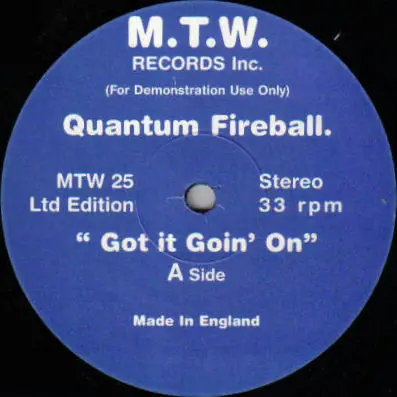 M.T.W.
RECORDS Inc.
(For Demonstration Use Only)
Quantum Fireball.
MTW 25 Stereo
Ltd Edition 33 rpm
“ Got it Goin’ On”
A Side
Made In England